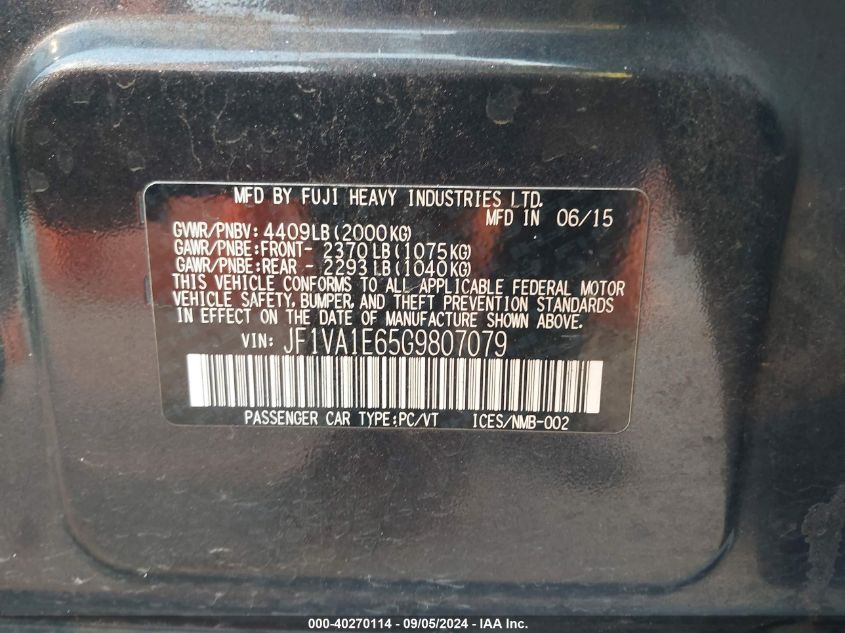 MFD BY FUJI HEAVY INDUSTRIES LTD.
MFD IN 06/15
GVWR/PNBV: 4409LB(2000KG)
GAWR/PNBE:FRONT- 2370LB(1075KG)
GAWR/PNBE:REAR - 2293LB(1040KG)
THIS VEHICLE CONFORMS TO ALL APPLICABLE FEDERAL MOTOR
VEHICLE SAFETY, BUMPER, AND THEFT PREVENTION STANDARDS
IN EFFECT ON THE DATE OF MANUFACTURE SHOWN ABOVE.
VIN: JF1VA1E65G9807079
PASSENGER CAR TYPE:PC/VT ICES/NMB-002
000-40270114 - 09/05/2024 - IAA Inc.